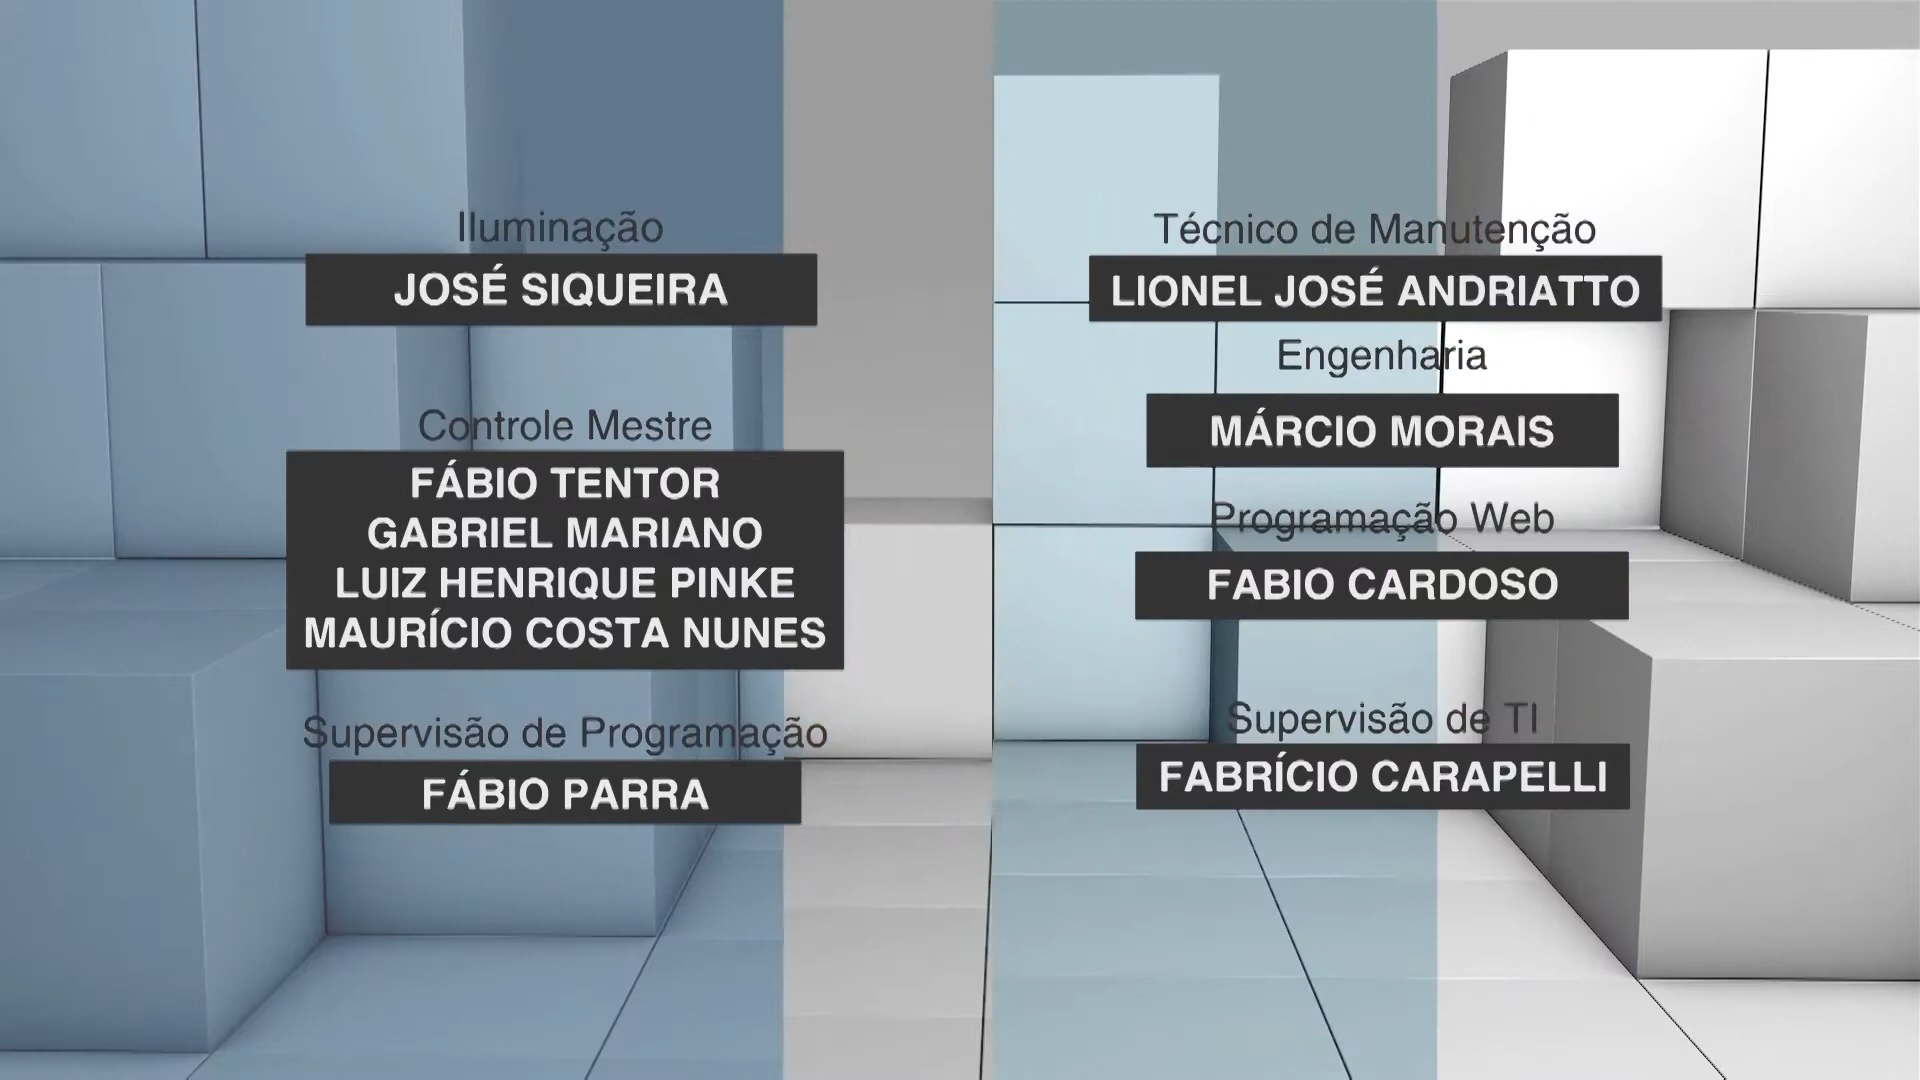 Iluminação
JOSÉ SIQUEIRA
Controle Mestre
FÁBIO TENTOR
GABRIEL MARIANO
LUIZ HENRIQUE PINKE
MAURÍCIO COSTA NUNES
Supervisão de Programação
FÁBIO PARRA
Técnico de Manutenção
LIONEL JOSÉ ANDRIATTO
Engenharia
MÁRCIO MORAIS
Programação Web
FABIO CARDOSO
Supervisão de TI
FABRÍCIO CARAPELLI